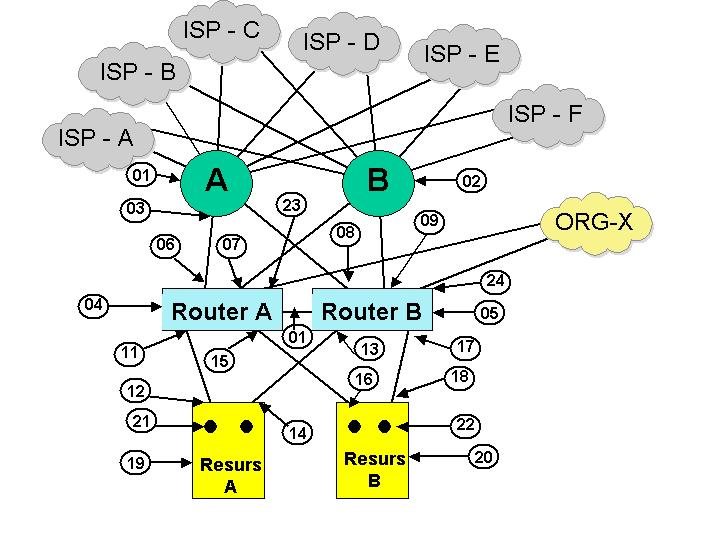 ISP - C
ISP - D
ISP - E
ISP - B
ISP - F
ISP - A
01
A
B
02
03
23
09
ORG-X
08
06
07
24
04
Router A
Router B
05
01
11
15
13
17
16
18
12
21
14
22
19
Resurs
A
Resurs
B
20